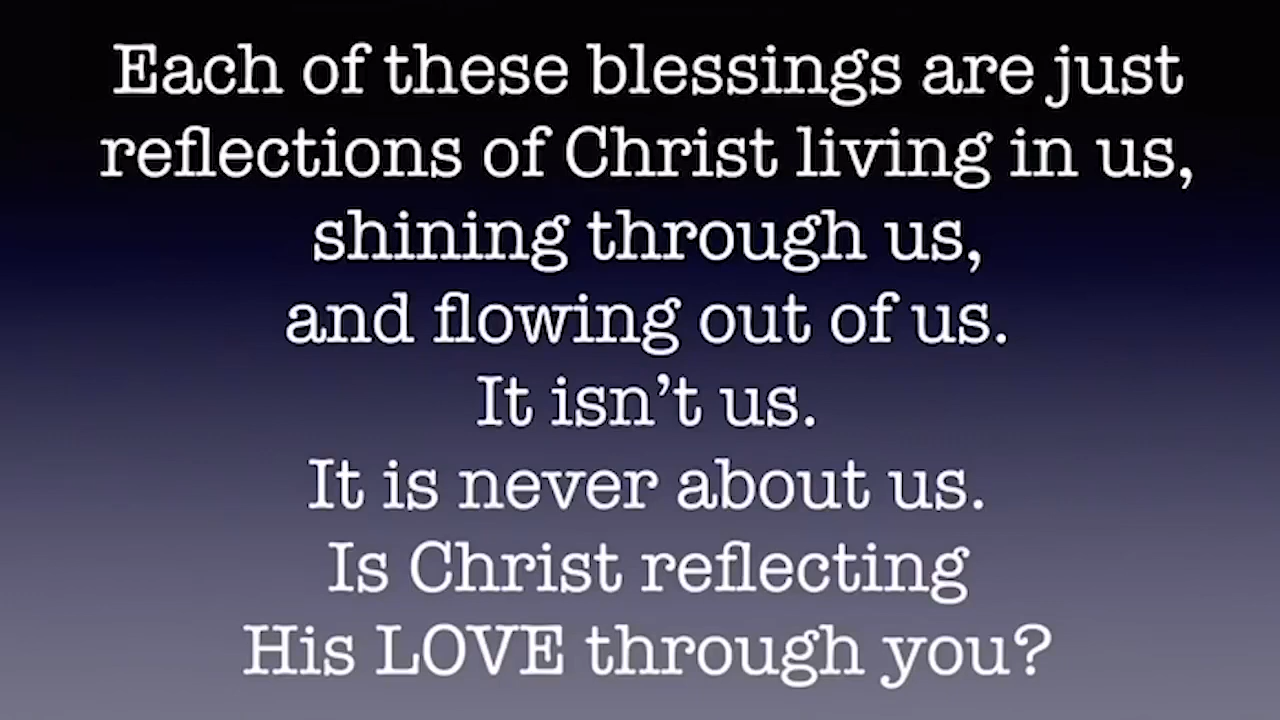 Each of these blessings are just
reflections of Christ living in us,
shining through us,
and flowing out of us.
It isn’t us.
It is never about us.
Is Christ reflecting
His LOVE through you?